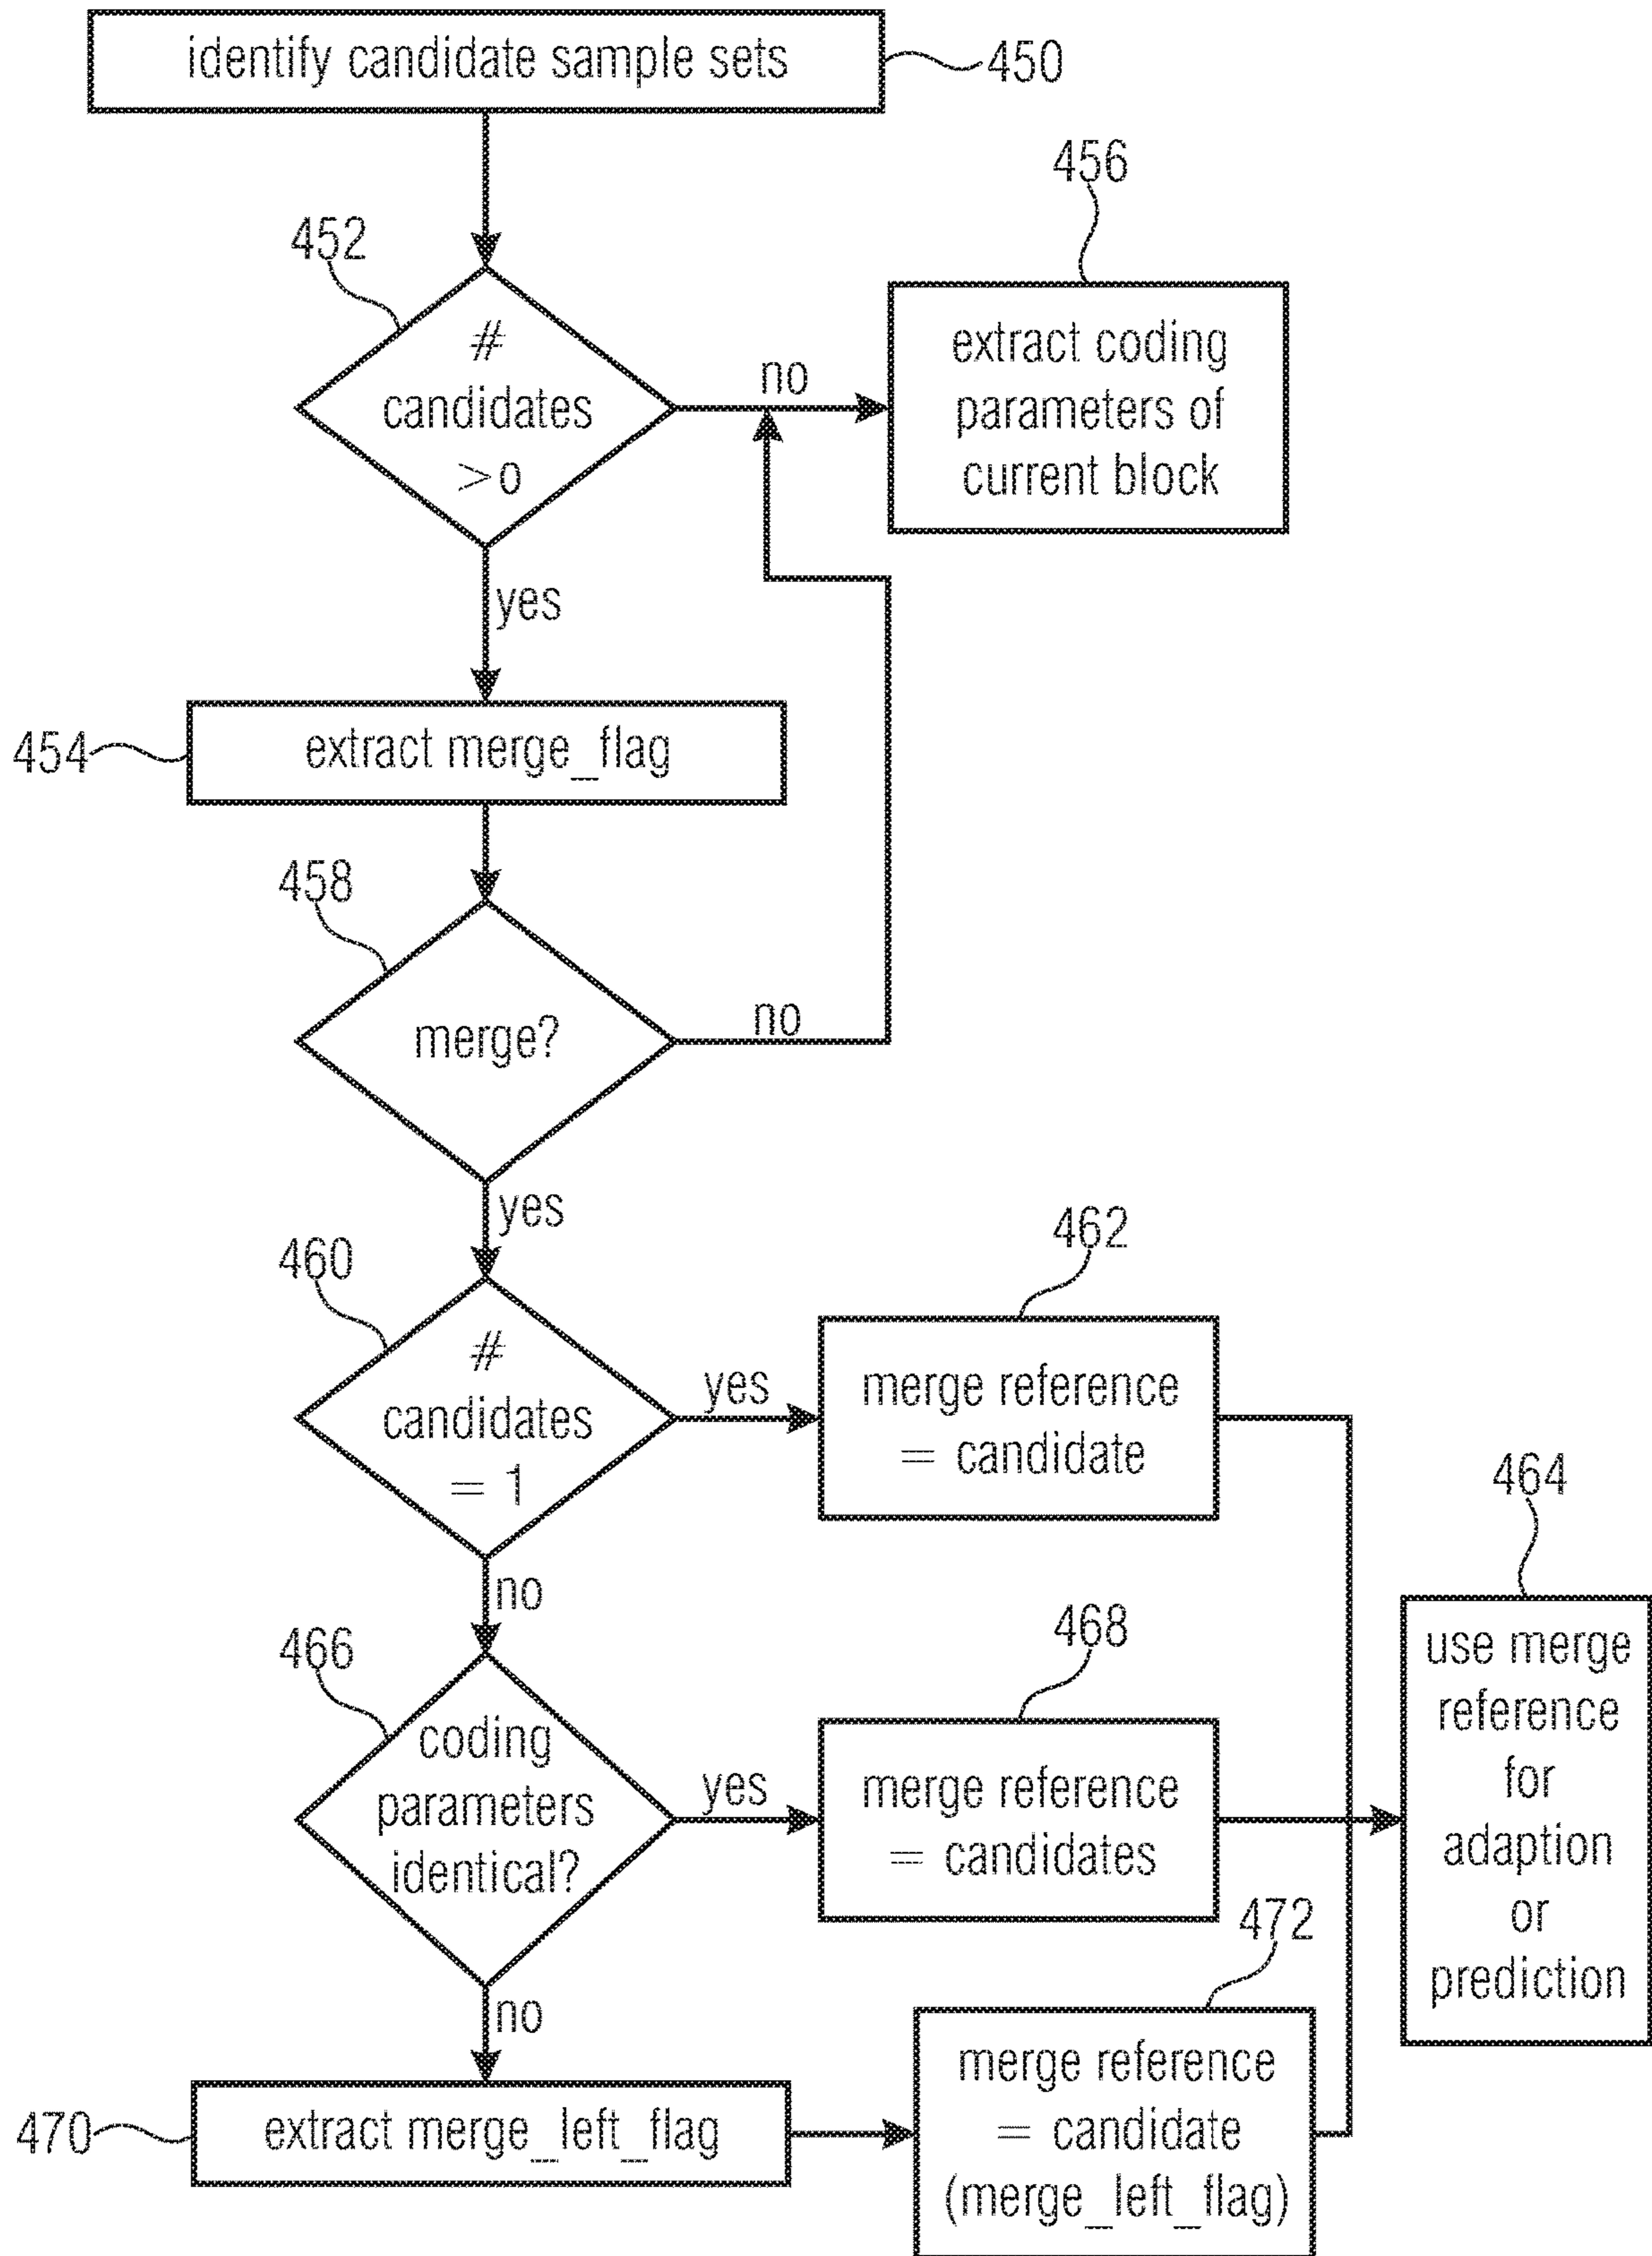 identify candidate sample sets
450
456
452
#
candidates
>o
no
extract coding
parameters of
current block
yes
454
extract merge_flag
458
merge?
no
yes
460
462
#
candidates
= 1
yes
merge reference
= candidate
464
no
466
468
coding
parameters
identical?
yes
merge reference
= candidates
use merge
reference
for
adaption
or
prediction
472
no
470
extract merge_left_flag
merge reference
= candidate
(merge_left_flag)